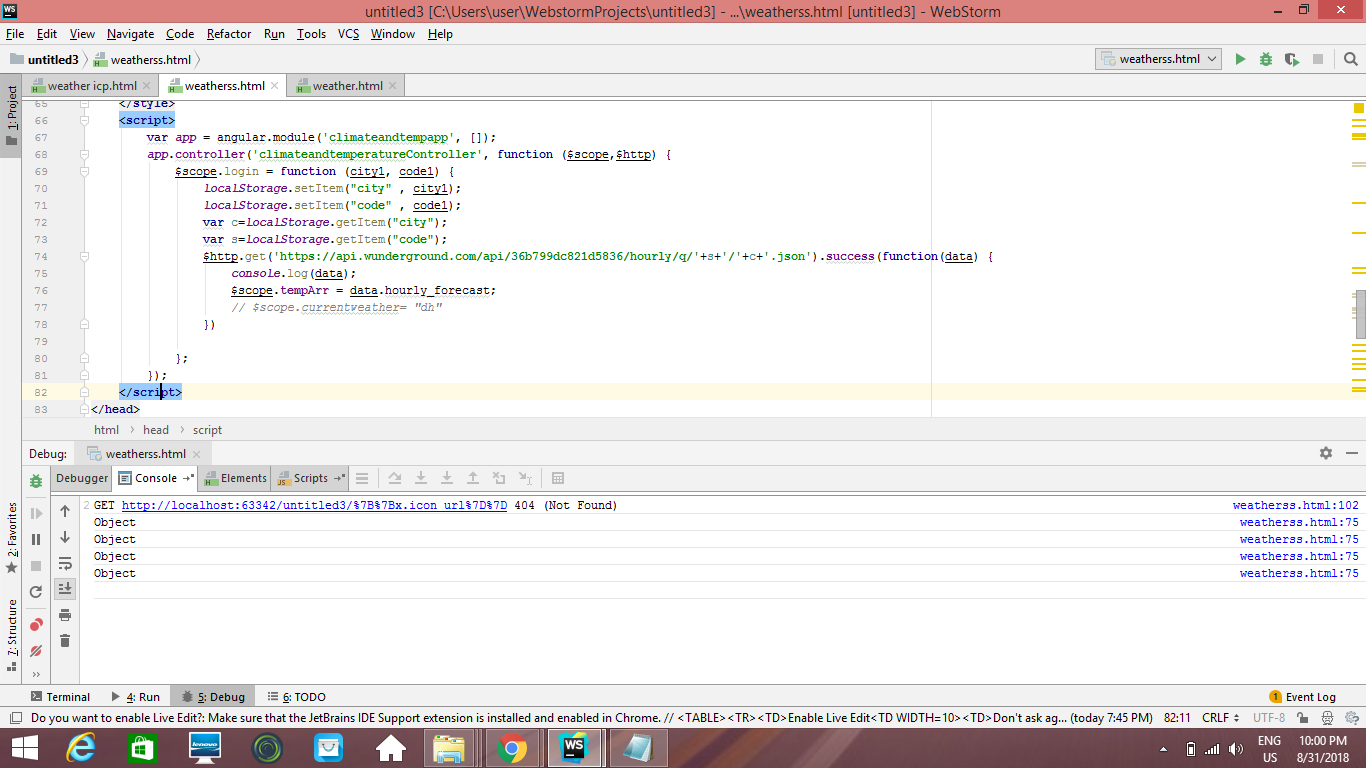 untitled3 [C:\Users\user\WebstormProjects\untitled3] - ...\weatherss.html [untitled3] - WebStorm
File Edit View Navigate Code Refactor Run Tools VCS Window Help
untitled3 weatherss.html weatherss.html
weather icp.html weatherss.html weather.html
1: Project
65 </style>
66 <script>
67 var app = angular.module('climateandtempapp', []);
68 app.controller('climateandtemperatureController', function ($scope,$http) {
69 $scope.login = function (city1, code1) {
70 localStorage.setItem("city" , city1);
71 localStorage.setItem("code" , code1);
72 var c=localStorage.getItem("city");
73 var s=localStorage.getItem("code");
74 $http.get('https://api.wunderground.com/api/36b799dc821d5836/hourly/q/'+s+'/'+c+'.json').success(function(data) {
75 console.log(data);
76 $scope.tempArr = data.hourly_forecast;
77 // $scope.currentweather= "dh"
78 })
79
80 };
81 });
82 </script>
83 </head>
html › head › script
Debug: weatherss.html
Debugger Console Elements Scripts
2 GET http://localhost:63342/untitled3/%7B%7Bx.icon_url%7D%7D 404 (Not Found) weatherss.html:102
Object weatherss.html:75
Object weatherss.html:75
Object weatherss.html:75
Object weatherss.html:75
2: Favorites
7: Structure
Terminal 4: Run 5: Debug 6: TODO 1 Event Log
Do you want to enable Live Edit?: Make sure that the JetBrains IDE Support extension is installed and enabled in Chrome. // <TABLE><TR><TD>Enable Live Edit<TD WIDTH=10><TD>Don't ask ag... (today 7:45 PM) 82:11 CRLF UTF-8
lenovo WS ENG 10:00 PM
US 8/31/2018